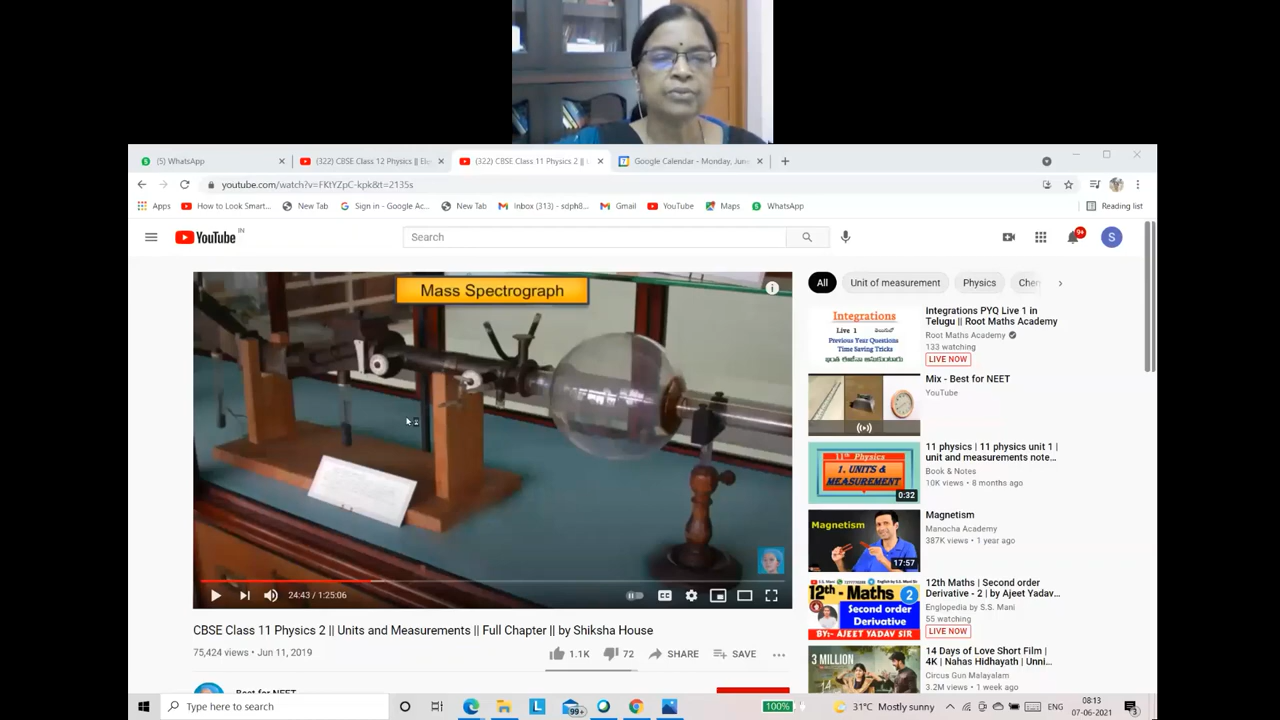 (5) WhatsApp
(322) CBSE Class 12 Physics || Ele
(322) CBSE Class 11 Physics 2 ||
Google Calendar - Monday, June
youtube.com/watch?v=FKtYZpC-kpk&t=2135s
Apps
How to Look Smart...
New Tab
Sign in - Google Ac...
New Tab
Inbox (313) - sdph8...
Gmail
YouTube
Maps
WhatsApp
Reading list
YouTube IN
Search
9+
S
Mass Spectrograph
All
Unit of measurement
Physics
Chem
Integrations
Live 1
Previous Year Questions
Time Saving Tricks
Integrations PYQ Live 1 in
Telugu || Root Maths Academy
Root Maths Academy
133 watching
LIVE NOW
Mix - Best for NEET
YouTube
11th Physics
1. UNITS &
MEASUREMENT
0:32
11 physics | 11 physics unit 1 |
unit and measurements note...
Book & Notes
10K views • 8 months ago
Magnetism
17:57
Magnetism
Manocha Academy
387K views • 1 year ago
12th - Maths 2
Second order
Derivative
BY:- AJEET YADAV SIR
12th Maths | Second order
Derivative - 2 | by Ajeet Yadav...
Englopedia by S.S. Mani
55 watching
LIVE NOW
3 MILLION
14 Days of Love Short Film |
4K | Nahas Hidhayath | Unni...
Circus Gun Malayalam
3.2M views • 1 week ago
24:43 / 1:25:06
CBSE Class 11 Physics 2 || Units and Measurements || Full Chapter || by Shiksha House
75,424 views • Jun 11, 2019
1.1K
72
SHARE
SAVE
Best for NEET
Type here to search
99+
100%
31°C Mostly sunny
ENG
08:13
07-06-2021
3